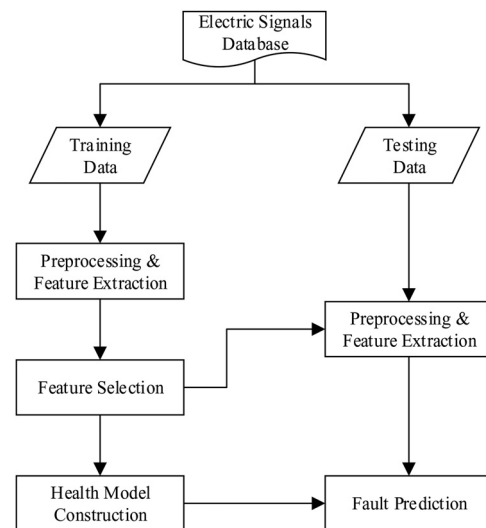 Electric Signals
Database
Training
Data
Testing
Data
Preprocessing &
Feature Extraction
Preprocessing &
Feature Extraction
Feature Selection
Health Model
Construction
Fault Prediction